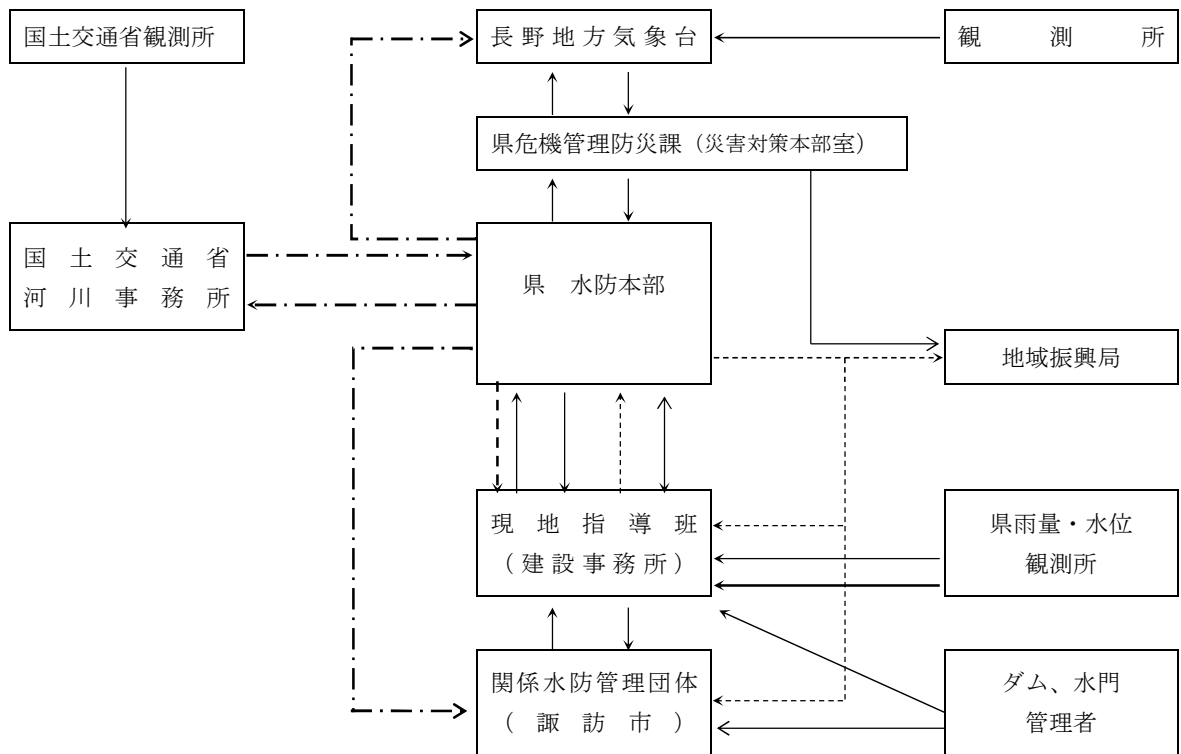 国土交通省観測所
長野地方気象台
観測所
県危機管理防災課（災害対策本部室）
国土交通省
河川事務所
県　水防本部
地域振興局
現地指導班
（建設事務所）
県雨量・水位
観測所
関係水防管理団体
（諏訪市）
ダム、水門
管理者